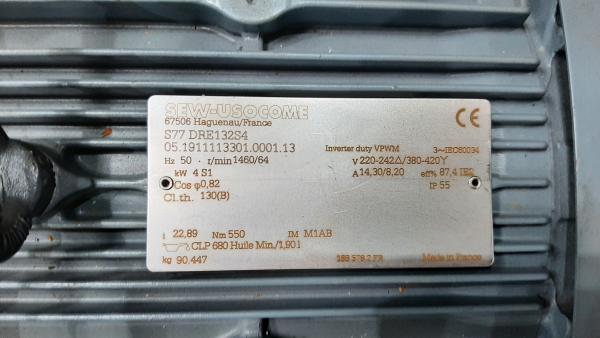 SEW-USOCOME
67506 Haguenau/France
S77 DRE132S4
05.1911113301.0001.13 Inverter duty VPWM 3~IEC60034
Hz 50 r/min 1460/64 V 220-242Δ/380-420Y
kW 4 S1 A 14,30/8,20 eff% 87,4 IE2
Cos φ 0,82 IP 55
Cl.th. 130(B)
i 22,89 Nm 550 IM M1AB
CLP 680 Huile Min./1,90 l
kg 90.447 FR Made in France